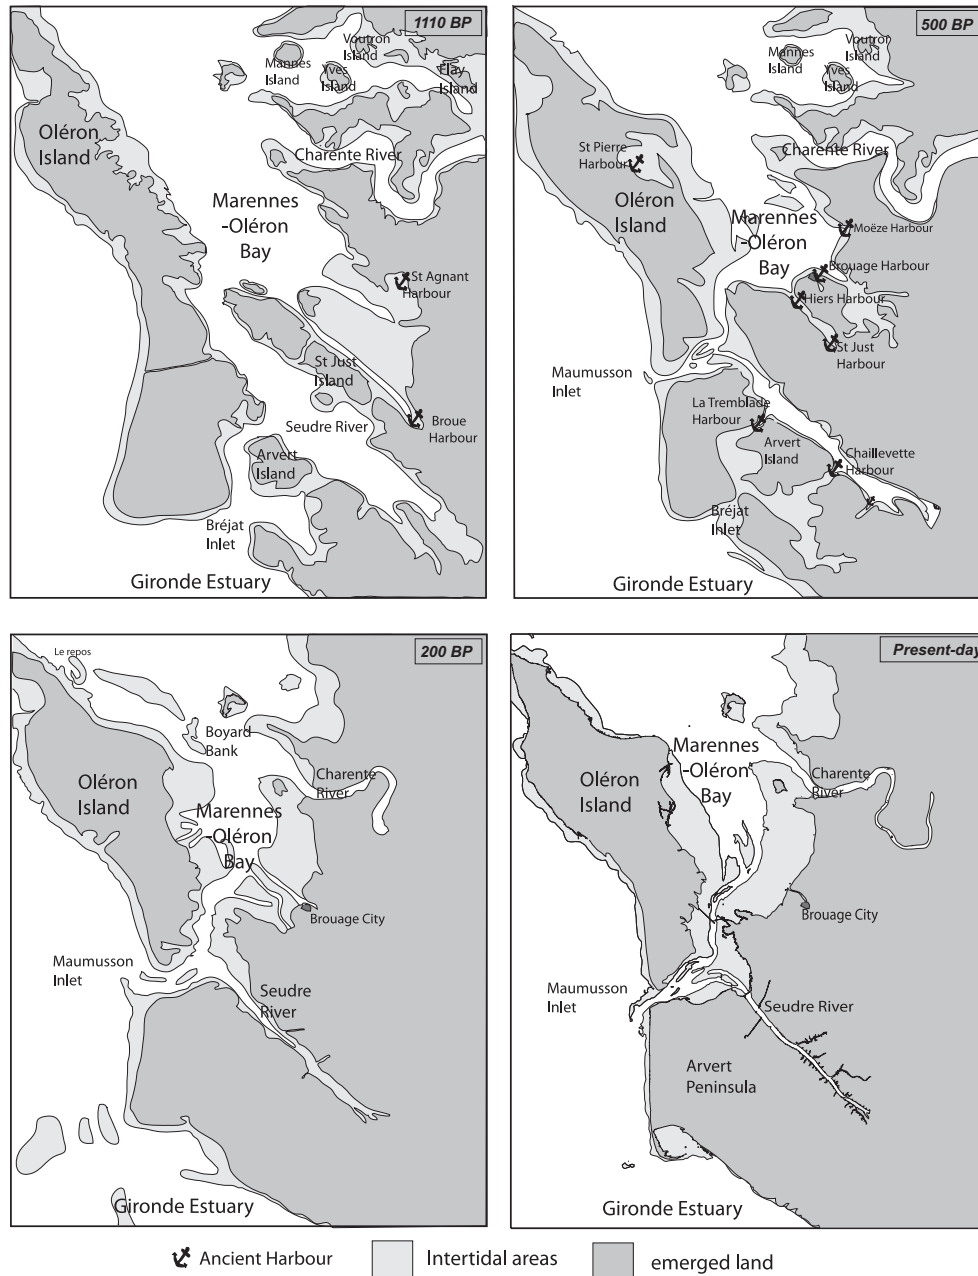 1110 BP
Voutron
Island
Mannes
Island
Yves
Island
Flay
Island
Oléron
Island
Charente River
Marennes
-Oléron
Bay
St Agnant
Harbour
St Just
Island
Seudre River
Broue
Harbour
Arvert
Island
Bréjat
Inlet
Gironde Estuary
500 BP
Mannes
Island
Voutron
Yves
Island
St Pierre
Harbour
Charente River
Oléron
Island
Marennes
-Oléron
Bay
Moëze Harbour
Brouage Harbour
Hiers Harbour
St Just
Harbour
Maumusson
Inlet
La Tremblade
Harbour
Arvert
Island
Chaillevette
Harbour
Bréjat
Inlet
Gironde Estuary
200 BP
Le repos
Boyard
Bank
Oléron
Island
Charente
River
Marennes
-Oléron
Bay
Brouage City
Maumusson
Inlet
Seudre
River
Gironde Estuary
Present-day
Marennes
-Oléron
Bay
Oléron
Island
Charente
River
Brouage City
Maumusson
Inlet
Seudre River
Arvert
Peninsula
Gironde Estuary
Ancient Harbour
Intertidal areas
emerged land